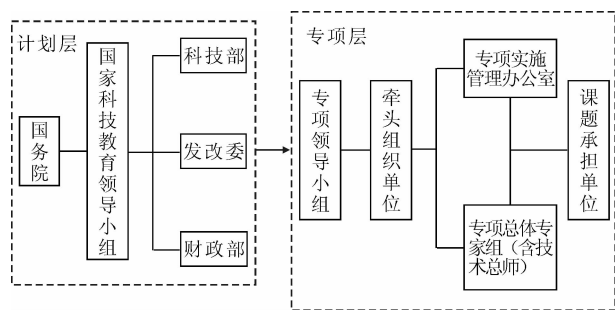 计划层
国务院
国家科技教育领导小组
科技部
发改委
财政部
专项层
专项领导小组
牵头组织单位
专项实施
管理办公室
专项总体专
家组（含技
术总师）
课题承担单位